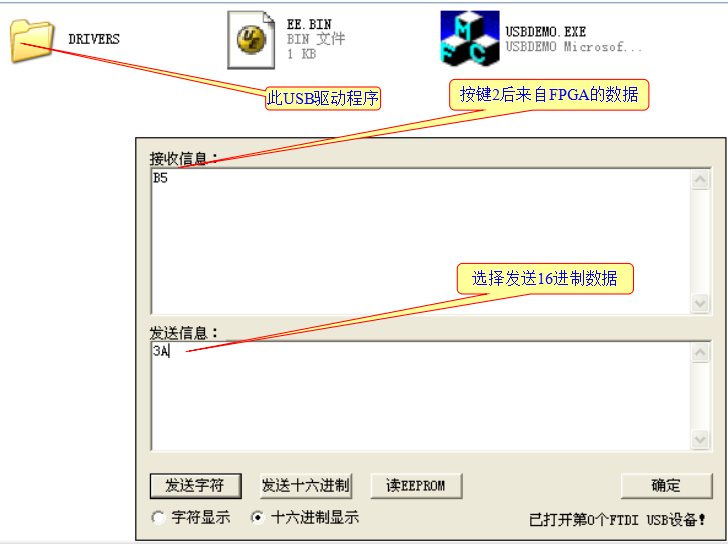 DRIVERS
EE.BIN
BIN 文件
1 KB
USBDEMO.EXE
USBDEMO Microsof...
此USB驱动程序
按键2后来自FPGA的数据
接收信息：
B5
选择发送16进制数据
发送信息：
3A
发送字符
发送十六进制
读EEPROM
确定
字符显示
十六进制显示
已打开第0个FTDI USB设备!